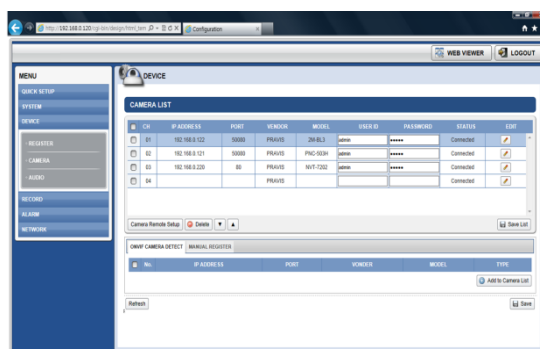 http://192.168.0.120/cgi-bin/design/html_tem
Configuration
WEB VIEWER
LOGOUT
MENU
DEVICE
QUICK SETUP
SYSTEM
DEVICE
- REGISTER
- CAMERA
- AUDIO
RECORD
ALARM
NETWORK
CAMERA LIST
CH IP ADDRESS PORT VENDOR MODEL USER ID PASSWORD STATUS EDIT
01 192.168.0.122 50000 PRAVIS 2M-BL3 admin ••••• Connected
02 192.168.0.121 50000 PRAVIS PNC-503H admin ••••• Connected
03 192.168.0.220 80 PRAVIS NVT-7202 admin ••••• Connected
04 PRAVIS
Camera Remote Setup Delete ▼ ▲ Save List
ONVIF CAMERA DETECT MANUAL REGISTER
No. IP ADDRESS PORT VONDER MODEL TYPE
Add to Camera List
Refresh Save